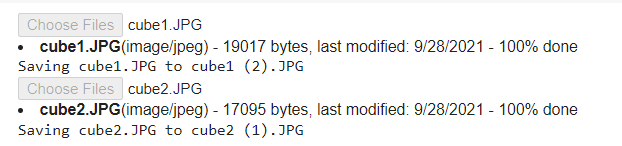 Choose Files cube1.JPG
• cube1.JPG(image/jpeg) - 19017 bytes, last modified: 9/28/2021 - 100% done
Saving cube1.JPG to cube1 (2).JPG
Choose Files cube2.JPG
• cube2.JPG(image/jpeg) - 17095 bytes, last modified: 9/28/2021 - 100% done
Saving cube2.JPG to cube2 (1).JPG